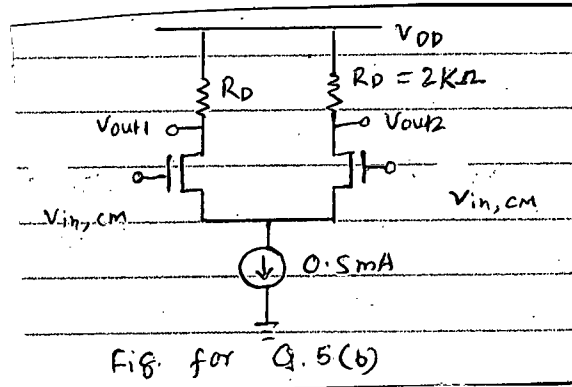 VDD
RD RD = 2KΩ
Vout1 Vout2
Vin,CM Vin,CM
0.5mA
Fig. for Q.5(b)